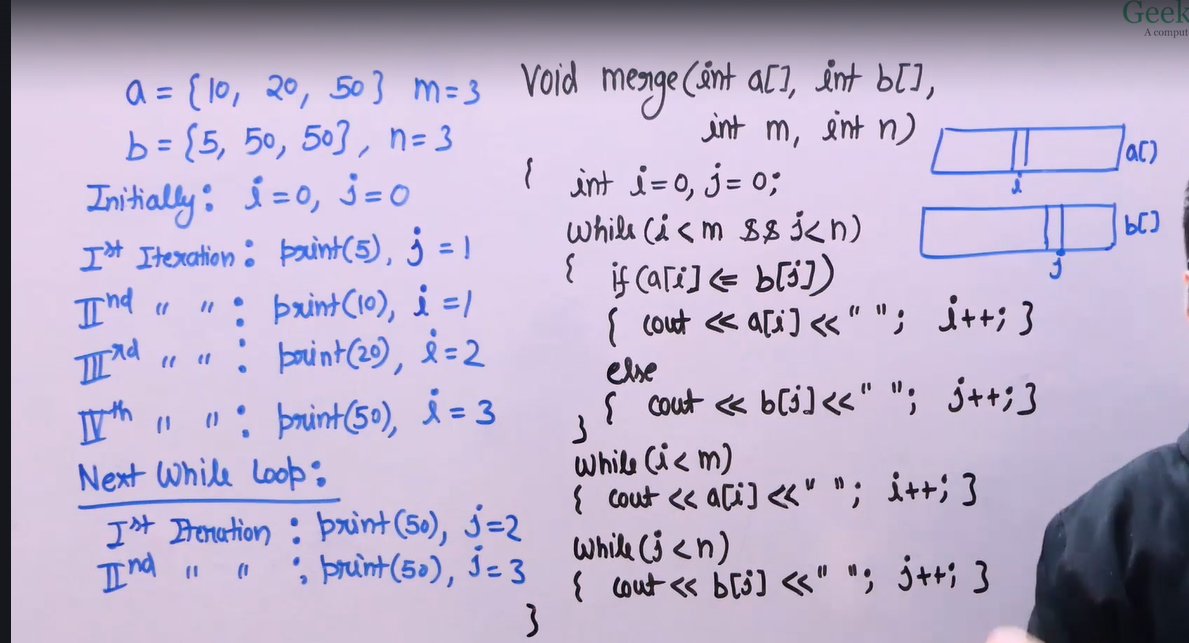 Geek
A comput
a = {10, 20, 50} m=3
b = {5, 50, 50}, n=3
Initially: i=0, j=0
Ist Iteration: print(5), j=1
IInd " " : print(10), i=1
IIIrd " " : print(20), i=2
IVth " " : print(50), i=3
Next While Loop:
Ist Iteration : print(50), j=2
IInd " " : print(50), j=3
Void merge(int a[], int b[],
int m, int n)
{ int i=0, j=0;
while(i<m && j<n)
{ if(a[i] <= b[j])
{ cout << a[i] << " "; i++; }
else
{ cout << b[j] << " "; j++; }
}
while(i<m)
{ cout << a[i] << " "; i++; }
while(j<n)
{ cout << b[j] << " "; j++; }
}
a[]
i
b[]
j